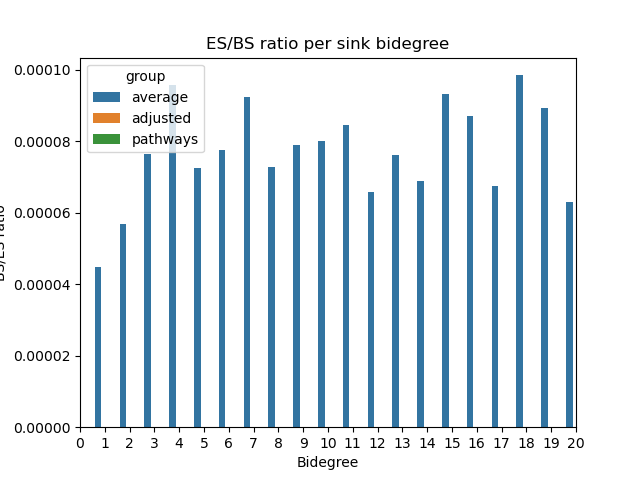 ES/BS ratio per sink bidegree
group
average
adjusted
pathways
0.00010
0.00008
0.00006
0.00004
0.00002
0.00000
BS/ES ratio
0 1 2 3 4 5 6 7 8 9 10 11 12 13 14 15 16 17 18 19 20
Bidegree